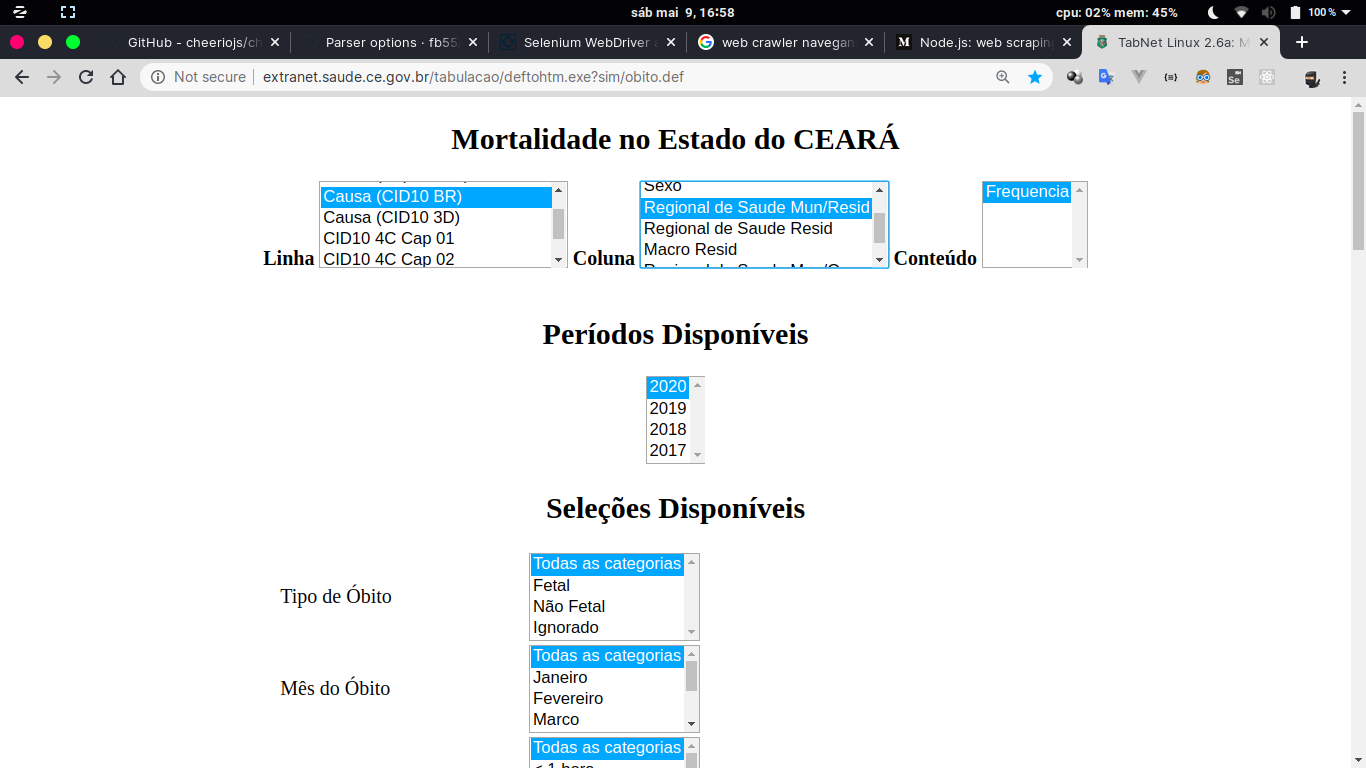 sáb mai 9, 16:58
cpu: 02% mem: 45%
100%
GitHub - cheeriojs/ch
Parser options · fb55
Selenium WebDriver
web crawler navegan
Node.js: web scraping
TabNet Linux 2.6a: M
Not secure
extranet.saude.ce.gov.br/tabulacao/deftohtm.exe?sim/obito.def
Se
Mortalidade no Estado do CEARÁ
Linha
Causa (CID10 BR)
Causa (CID10 3D)
CID10 4C Cap 01
CID10 4C Cap 02
Coluna
Sexo
Regional de Saude Mun/Resid
Regional de Saude Resid
Macro Resid
Conteúdo
Frequencia
Períodos Disponíveis
2020
2019
2018
2017
Seleções Disponíveis
Tipo de Óbito
Todas as categorias
Fetal
Não Fetal
Ignorado
Mês do Óbito
Todas as categorias
Janeiro
Fevereiro
Marco
Todas as categorias